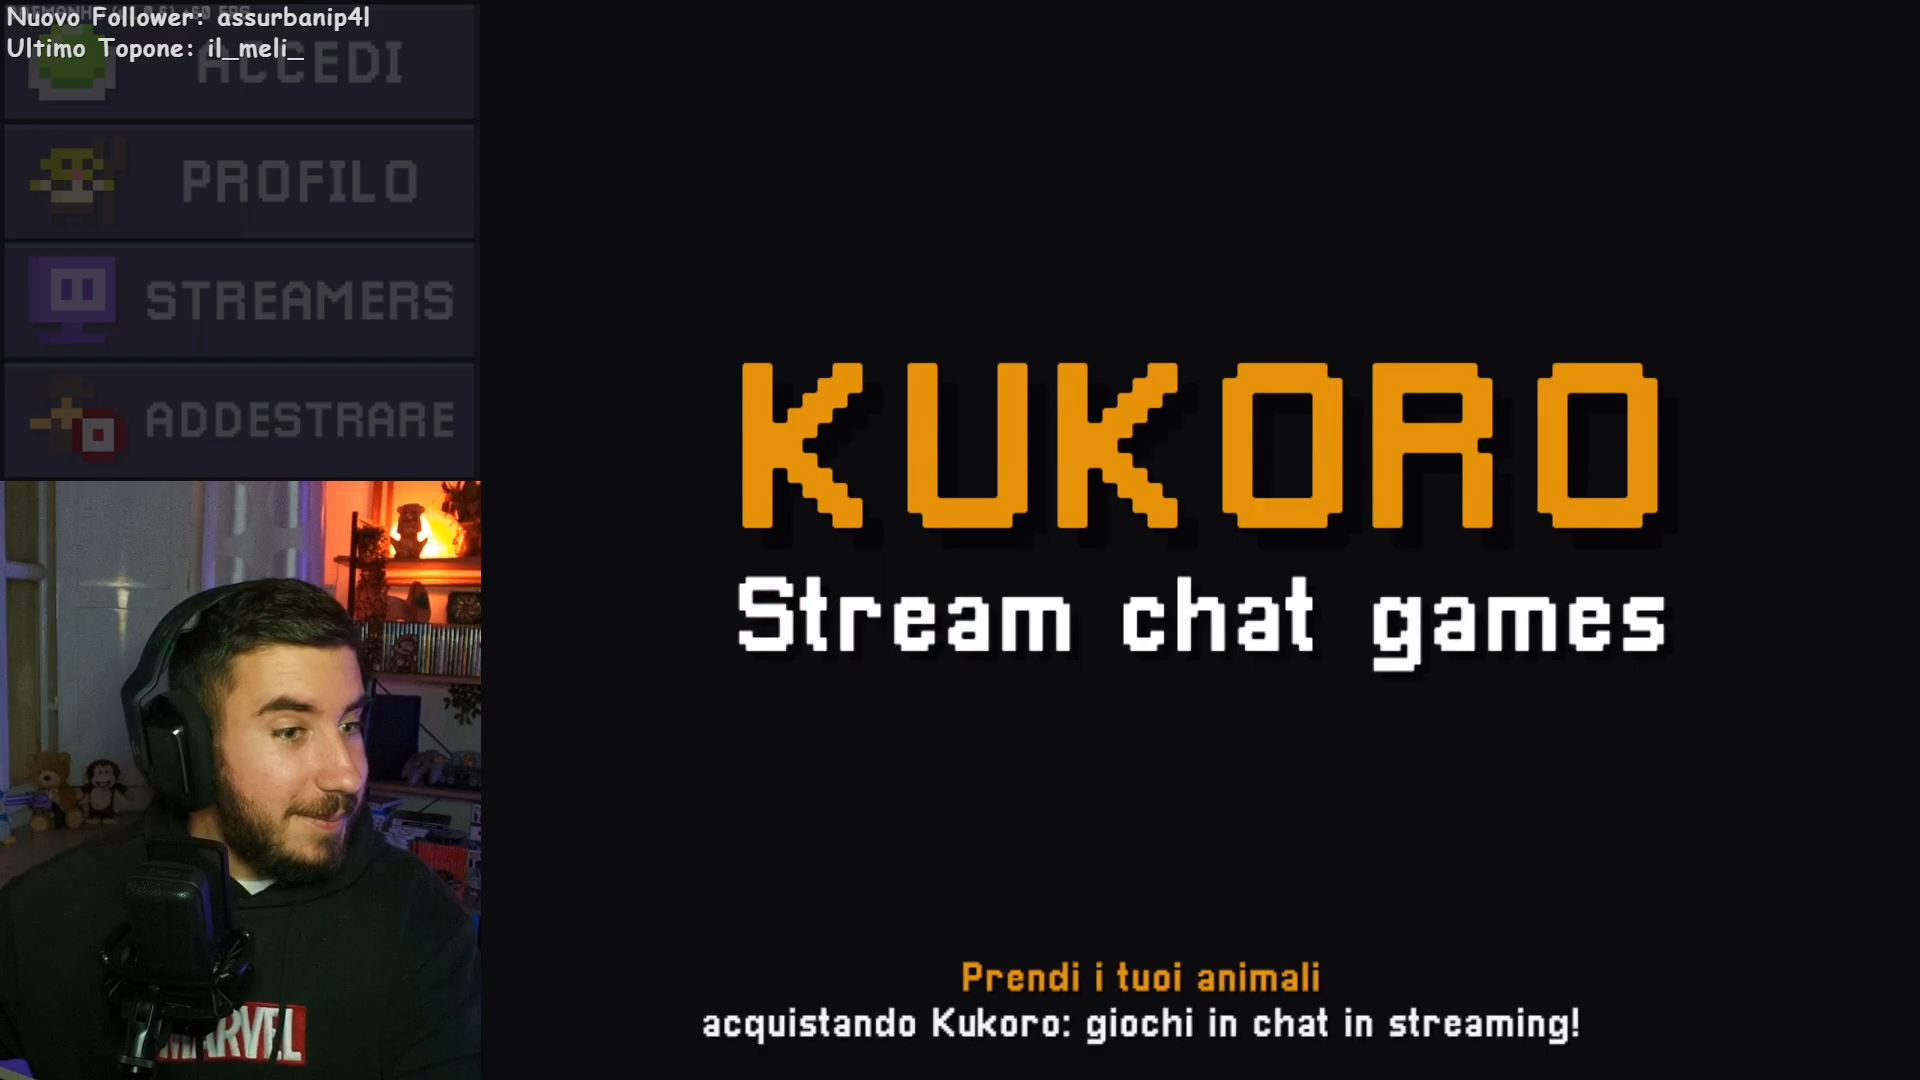 Nuovo Follower: assurbanip4l
Ultimo Topone: il_meli_
ACCEDI
PROFILO
STREAMERS
ADDESTRARE
KUKORO
Stream chat games
Prendi i tuoi animali
acquistando Kukoro: giochi in chat in streaming!
MARVEL